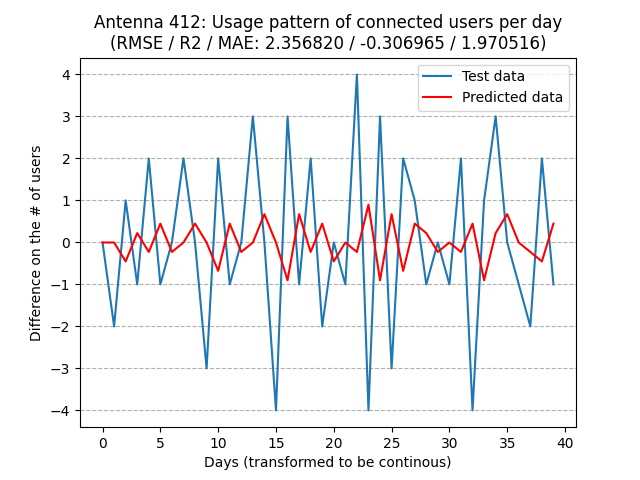 Antenna 412: Usage pattern of connected users per day
(RMSE / R2 / MAE: 2.356820 / -0.306965 / 1.970516)
Test data
Predicted data
4
3
2
1
0
−1
−2
−3
−4
Difference on the # of users
0 5 10 15 20 25 30 35 40
Days (transformed to be continous)